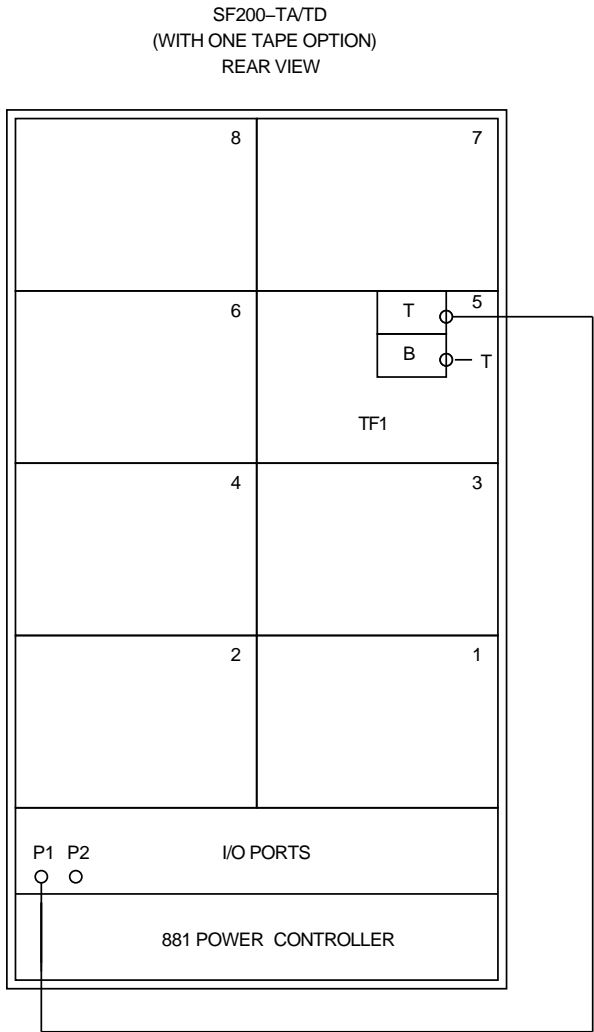 SF200–TA/TD
(WITH ONE TAPE OPTION)
REAR VIEW
8
7
6
T
5
B
T
TF1
4
3
2
1
P1 P2
I/O PORTS
881 POWER CONTROLLER